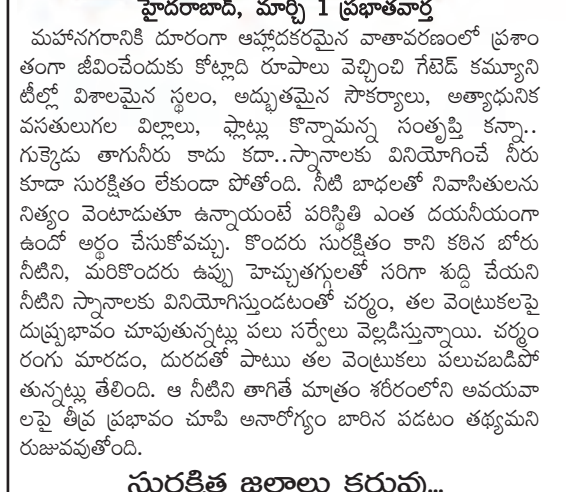 హైదరాబాద్, మార్చి 1 ప్రభాతవార్త
మహానగరానికి దూరంగా ఆహ్లాదకరమైన వాతావరణంలో ప్రశాం
తంగా జీవించేందుకు కోట్లాది రూపాలు వెచ్చించి గేటెడ్ కమ్యూని
టీల్లో విశాలమైన స్థలం, అద్భుతమైన సౌకర్యాలు, అత్యాధునిక
వసతులుగల విల్లాలు, ఫ్లాట్లు కొన్నామన్న సంతృప్తి కన్నా..
గుక్కెడు తాగునీరు కాదు కదా..స్నానాలకు వినియోగించే నీరు
కూడా సురక్షితం లేకుండా పోతోంది. నీటి బాధలతో నివాసితులను
నిత్యం వెంటాడుతూ ఉన్నాయంటే పరిస్థితి ఎంత దయనీయంగా
ఉందో అర్థం చేసుకోవచ్చు. కొందరు సురక్షితం కాని కఠిన బోరు
నీటిని, మరికొందరు ఉప్పు హెచ్చుతగ్గులతో సరిగా శుద్ధి చేయని
నీటిని స్నానాలకు వినియోగిస్తుండటంతో చర్మం, తల వెంట్రుకలపై
దుష్ప్రభావం చూపుతున్నట్లు పలు సర్వేలు వెల్లడిస్తున్నాయి. చర్మం
రంగు మారడం, దురదతో పాటుు తల వెంట్రుకలు పలుచబడిపో
తున్నట్లు తేలింది. ఆ నీటిని తాగితే మాత్రం శరీరంలోని అవయవా
లపై తీవ్ర ప్రభావం చూపి అనారోగ్యం బారిన పడటం తథ్యమని
రుజువవుతోంది.
సురక్షిత జలాలు కరువు...